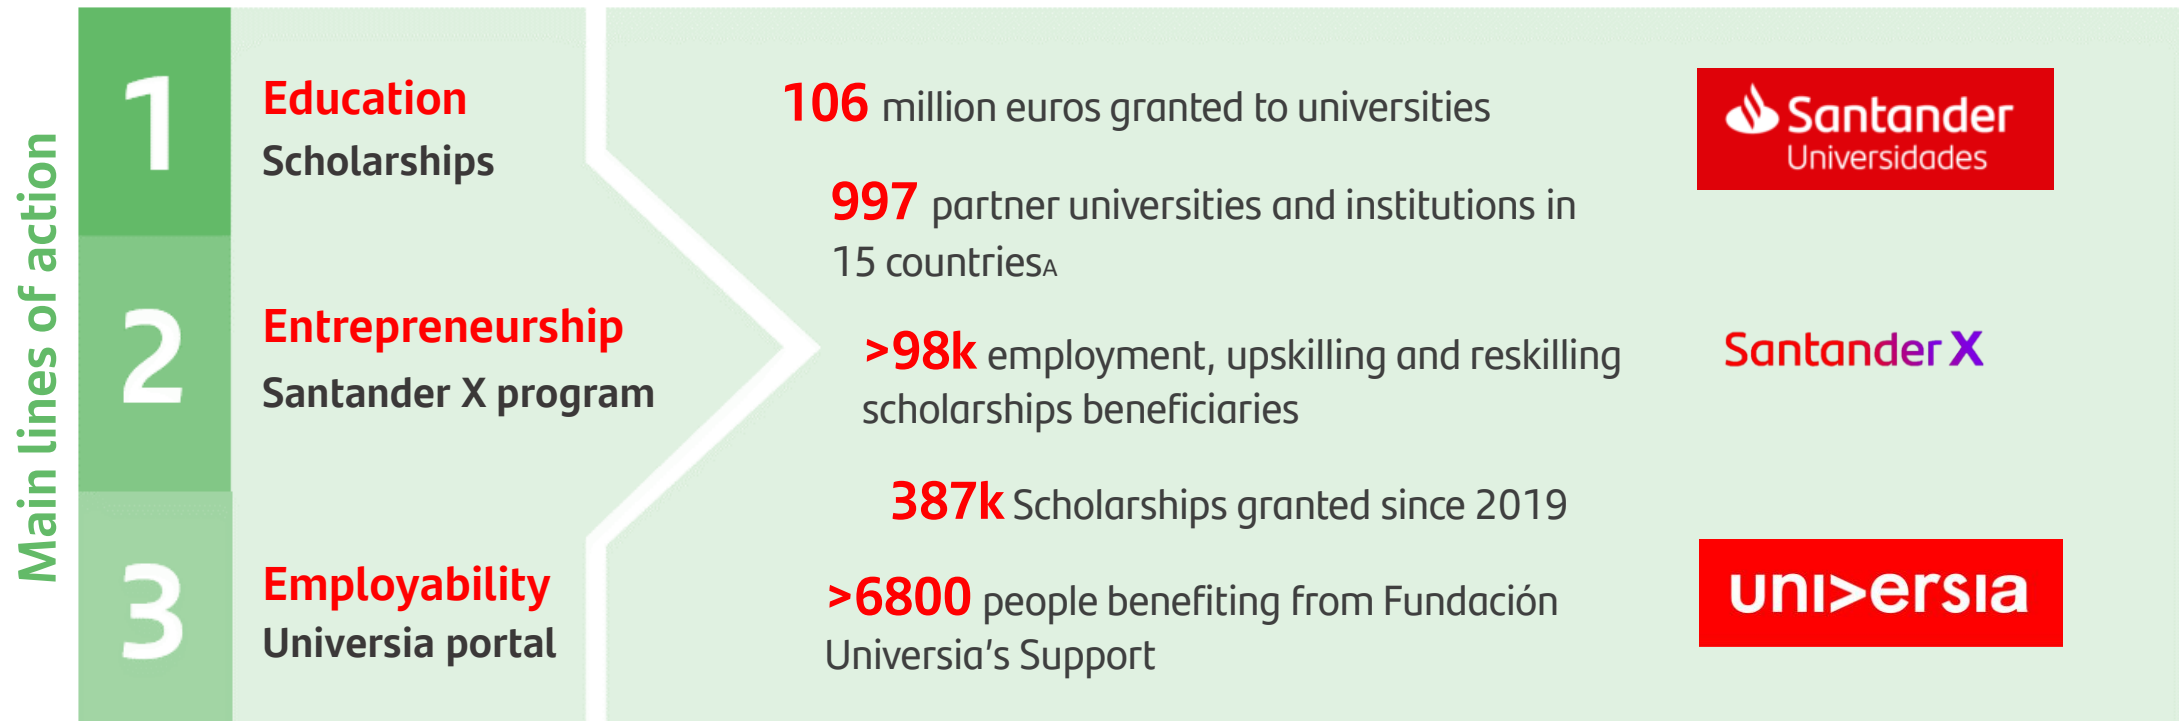 Main lines of action
1
Education
Scholarships
2
Entrepreneurship
Santander X program
3
Employability
Universia portal
106 million euros granted to universities
997 partner universities and institutions in
15 countriesA
>98k employment, upskilling and reskilling
scholarships beneficiaries
387k Scholarships granted since 2019
>6800 people benefiting from Fundación
Universia’s Support
Santander
Universidades
Santander X
uni>ersia